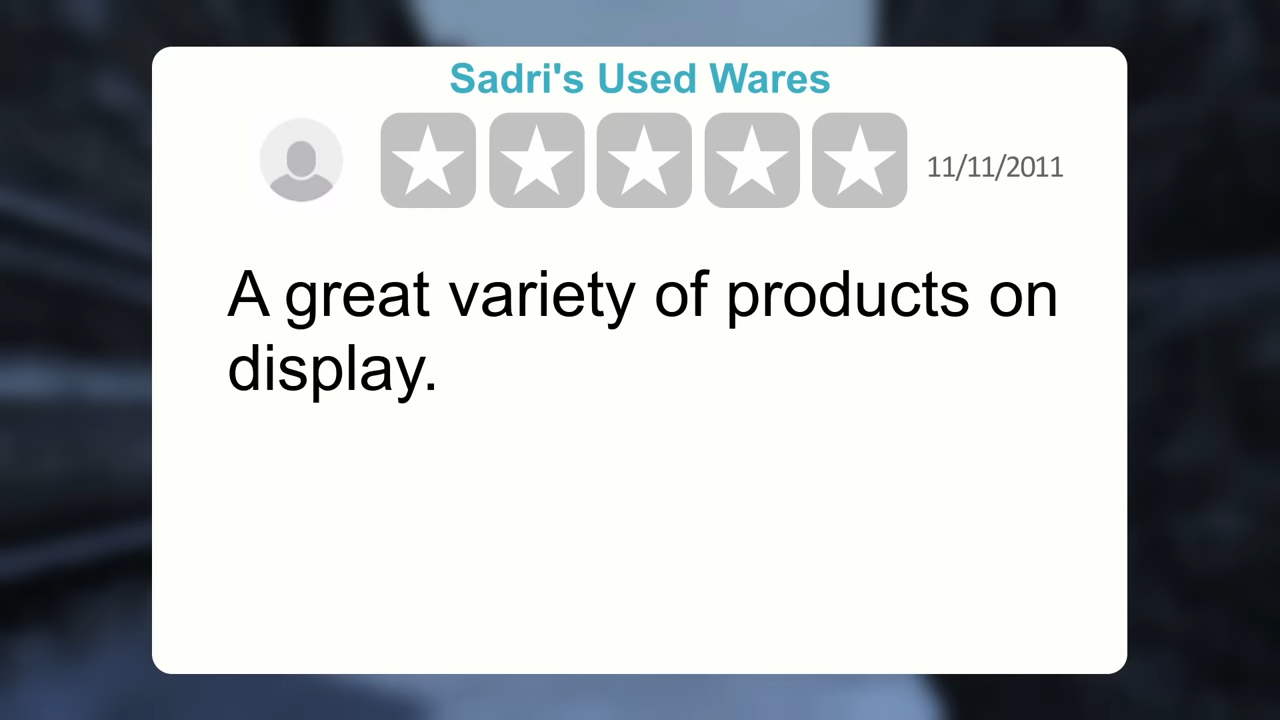 Sadri's Used Wares
11/11/2011
A great variety of products on
display.